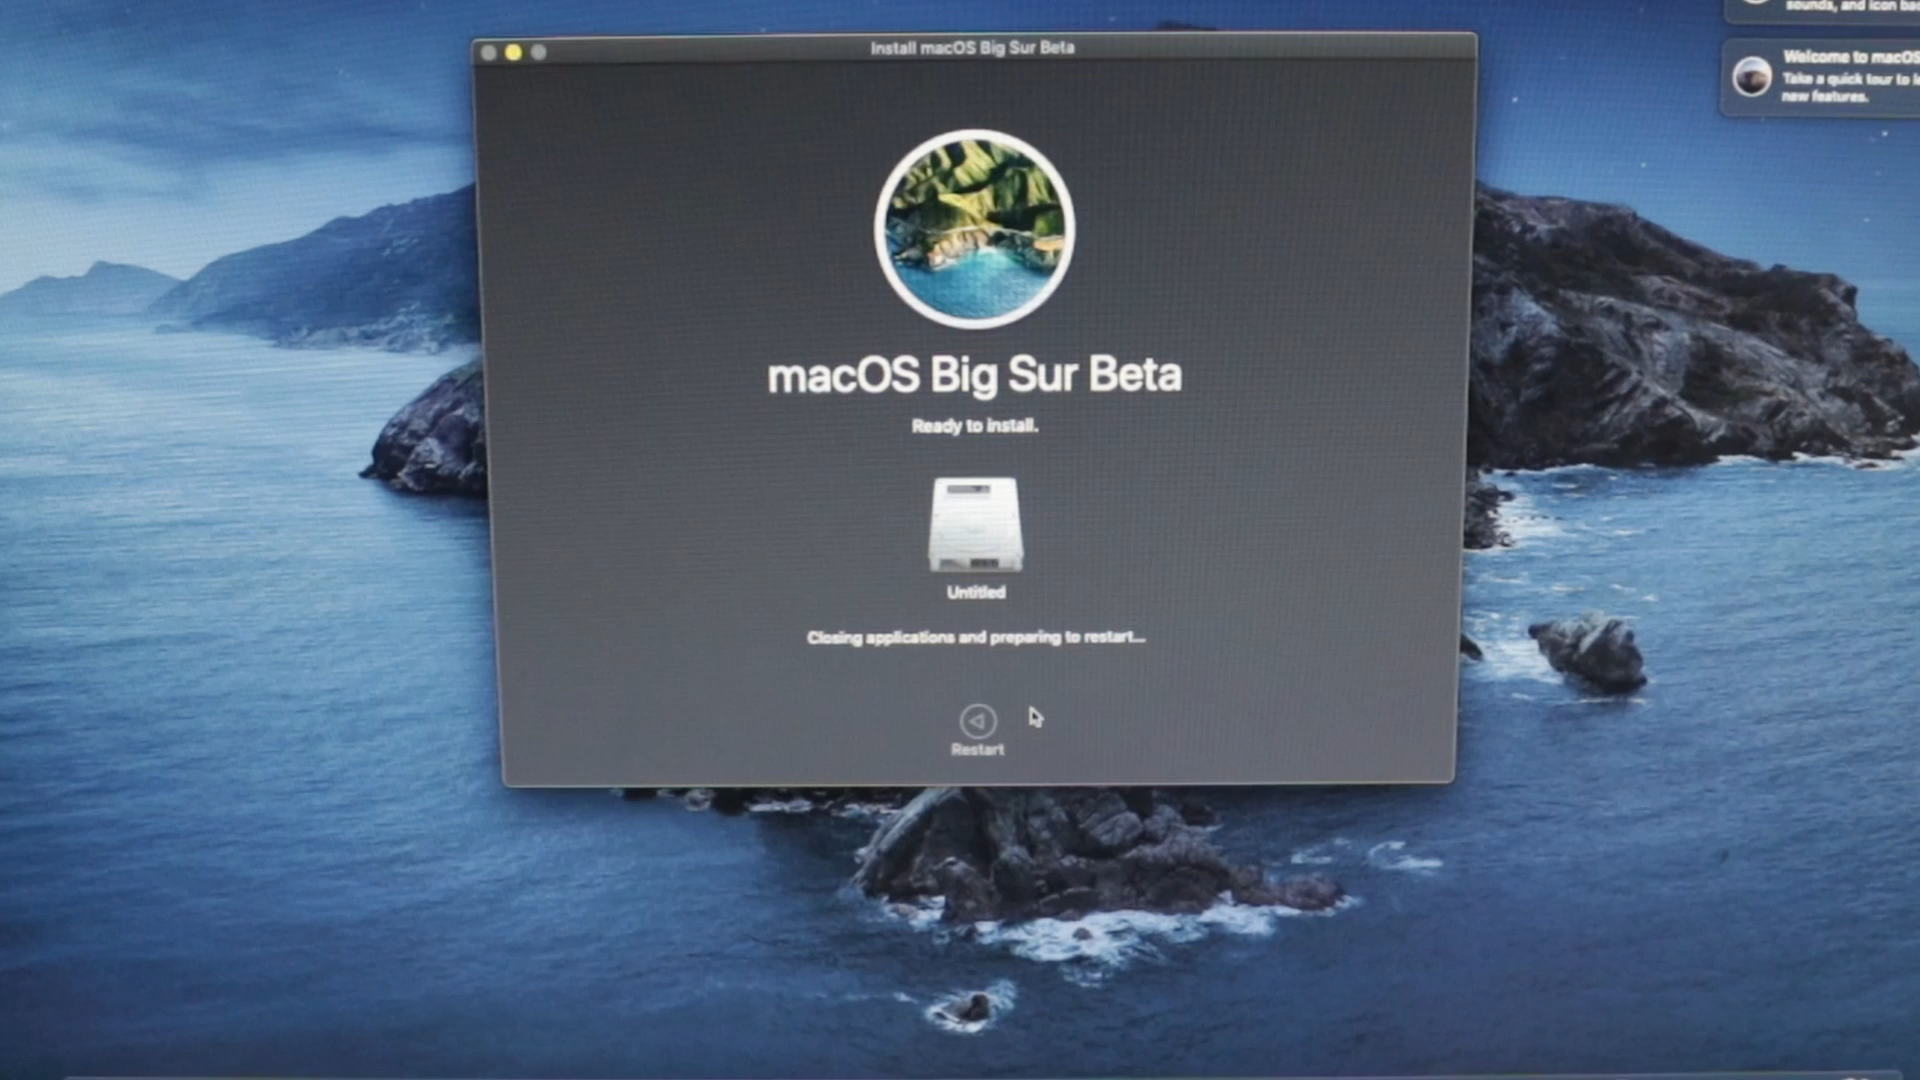 Install macOS Big Sur Beta
sounds, and icon
Welcome to macOS
Take a quick tour to
new features.
macOS Big Sur Beta
Ready to install.
Untitled
Closing applications and preparing to restart...
Restart